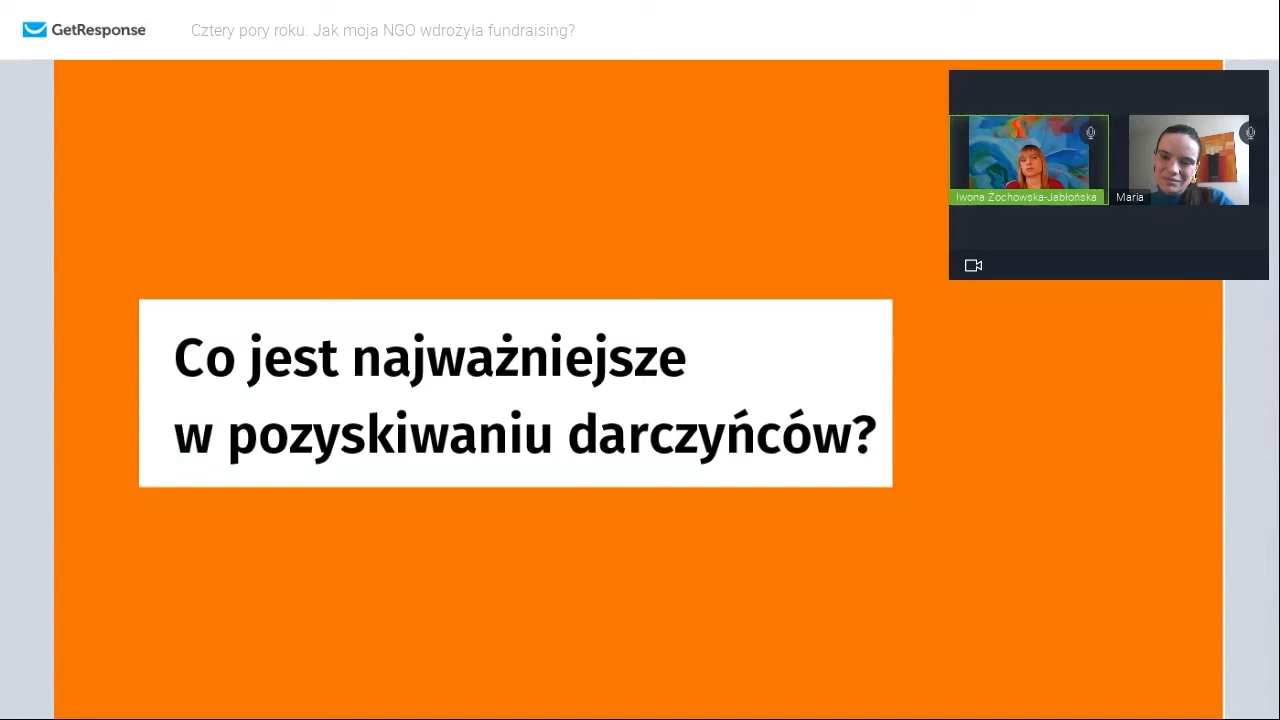 GetResponse
Cztery pory roku. Jak moja NGO wdrożyła fundraising?
Iwona Żochowska-Jabłońska
Maria
Co jest najważniejsze
w pozyskiwaniu darczyńców?